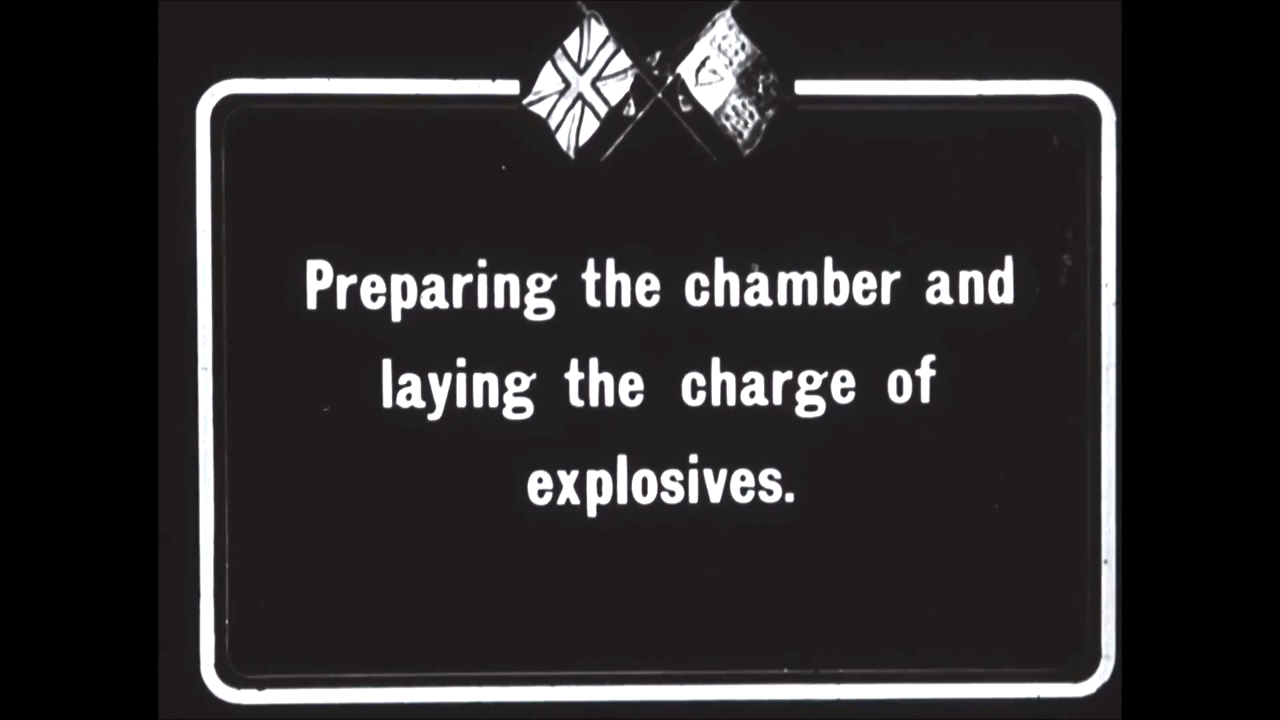 Preparing the chamber and
laying the charge of
explosives.